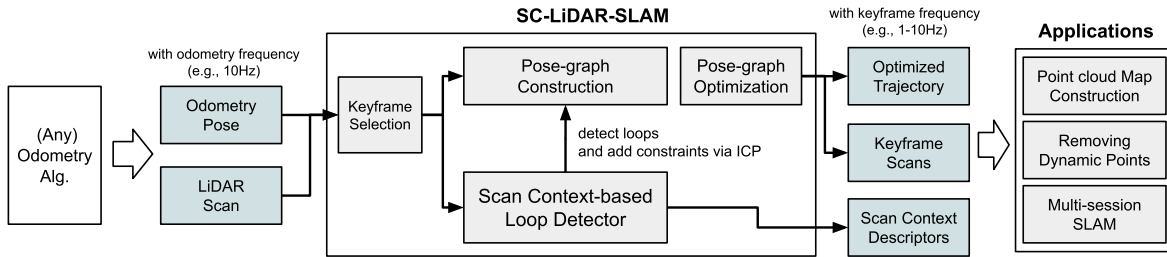 SC-LiDAR-SLAM
with keyframe frequency
(e.g., 1-10Hz)
Applications
with odometry frequency
(e.g., 10Hz)
(Any)
Odometry
Alg.
Odometry
Pose
LiDAR
Scan
Keyframe
Selection
Pose-graph
Construction
Pose-graph
Optimization
detect loops
and add constraints via ICP
Scan Context-based
Loop Detector
Optimized
Trajectory
Keyframe
Scans
Scan Context
Descriptors
Point cloud Map
Construction
Removing
Dynamic Points
Multi-session
SLAM